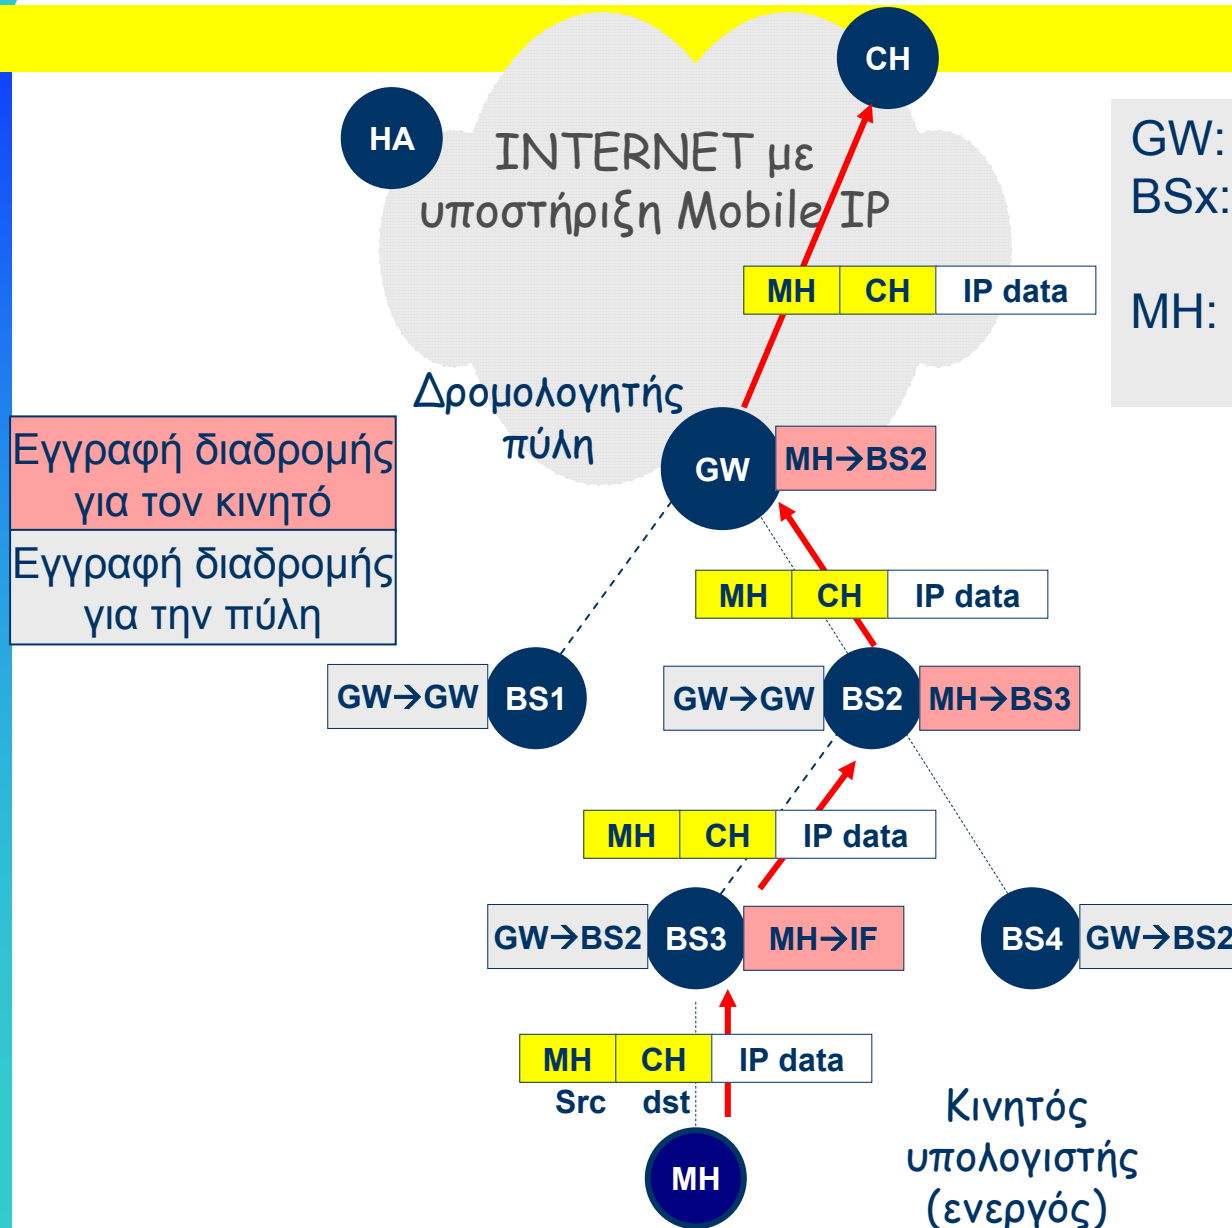 CH
HA
GW:
BSx:
MH:
INTERNET με
υποστήριξη Mobile IP
MH CH IP data
Δρομολογητής
πύλη
Εγγραφή διαδρομής
για τον κινητό
Εγγραφή διαδρομής
για την πύλη
GW MH→BS2
MH CH IP data
GW→GW BS1
GW→GW BS2 MH→BS3
MH CH IP data
GW→BS2 BS3 MH→IF
BS4 GW→BS2
MH CH IP data
Src dst
MH
Κινητός
υπολογιστής
(ενεργός)